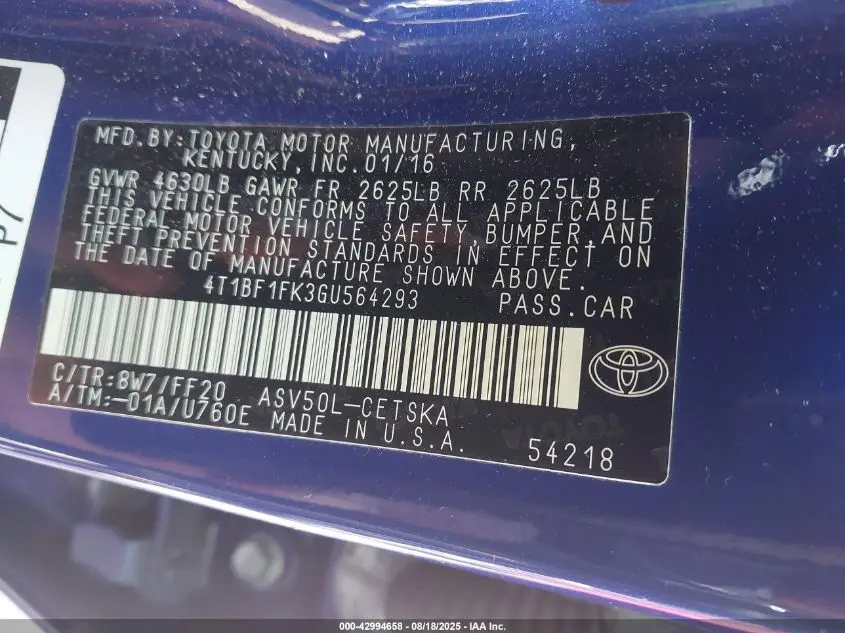 P7
MFD.BY:TOYOTA MOTOR MANUFACTURING,
KENTUCKY, INC. 01/16
GVWR 4630LB GAWR FR 2625LB RR 2625LB
THIS VEHICLE CONFORMS TO ALL APPLICABLE
FEDERAL MOTOR VEHICLE SAFETY, BUMPER, AND
THEFT PREVENTION STANDARDS IN EFFECT ON
THE DATE OF MANUFACTURE SHOWN ABOVE.
4T1BF1FK3GU564293 PASS.CAR
C/TR:8W7/FF20 ASV50L-CETSKA
A/TM:-01A/U760E MADE IN U.S.A.
54218
000-42994658 - 08/18/2025 - IAA Inc.